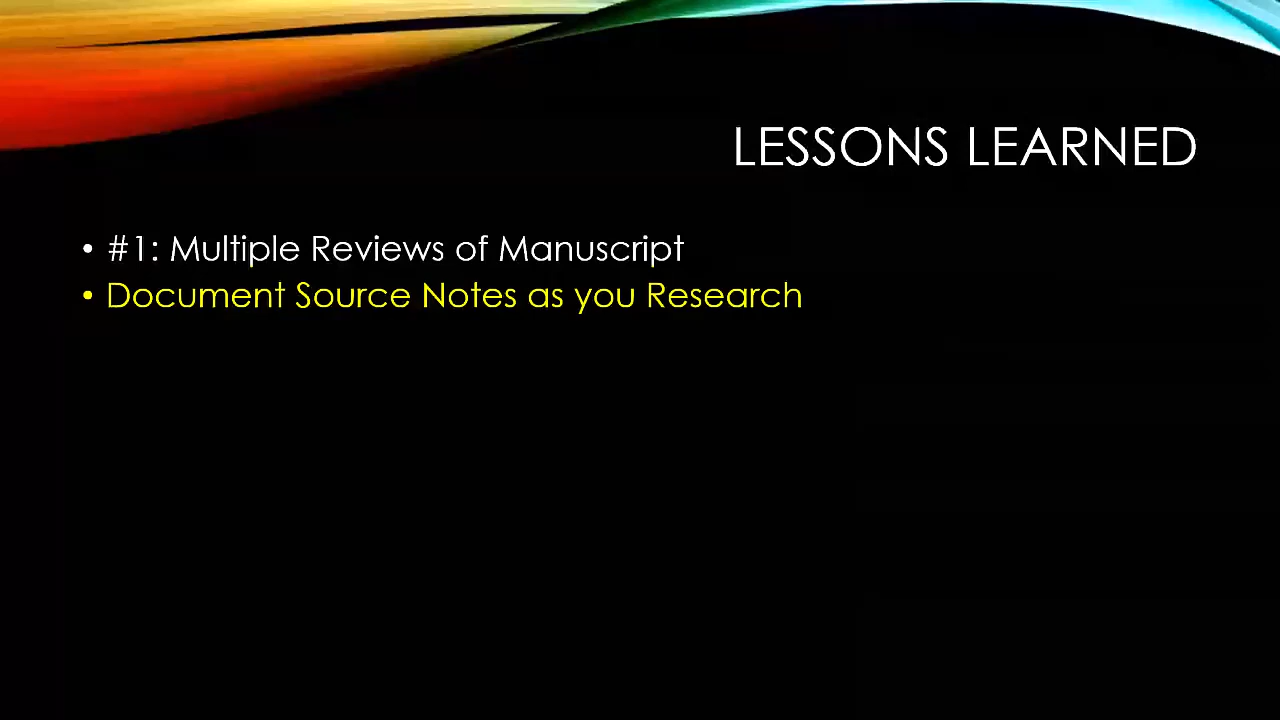 LESSONS LEARNED
• #1: Multiple Reviews of Manuscript
• Document Source Notes as you Research